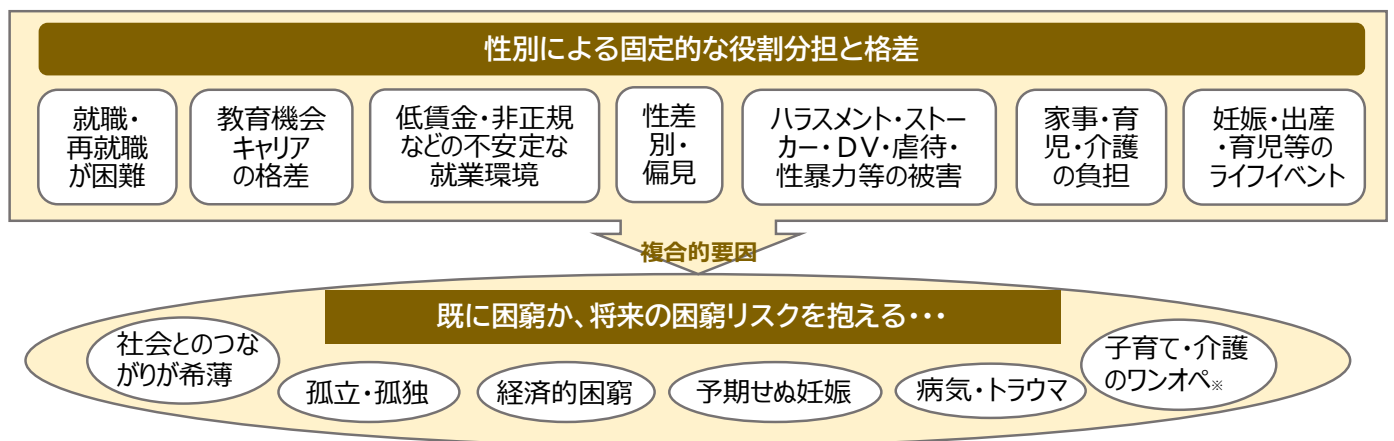 性別による固定的な役割分担と格差
就職・
再就職
が困難
教育機会
キャリア
の格差
低賃金・非正規
などの不安定な
就業環境
性差
別・
偏見
ハラスメント・ストー
カー・DV・虐待・
性暴力等の被害
家事・育
児・介護
の負担
妊娠・出産
・育児等の
ライフイベント
複合的要因
既に困窮か、将来の困窮リスクを抱える・・・
社会とのつな
がりが希薄
孤立・孤独
経済的困窮
予期せぬ妊娠
病気・トラウマ
子育て・介護
のワンオペ※